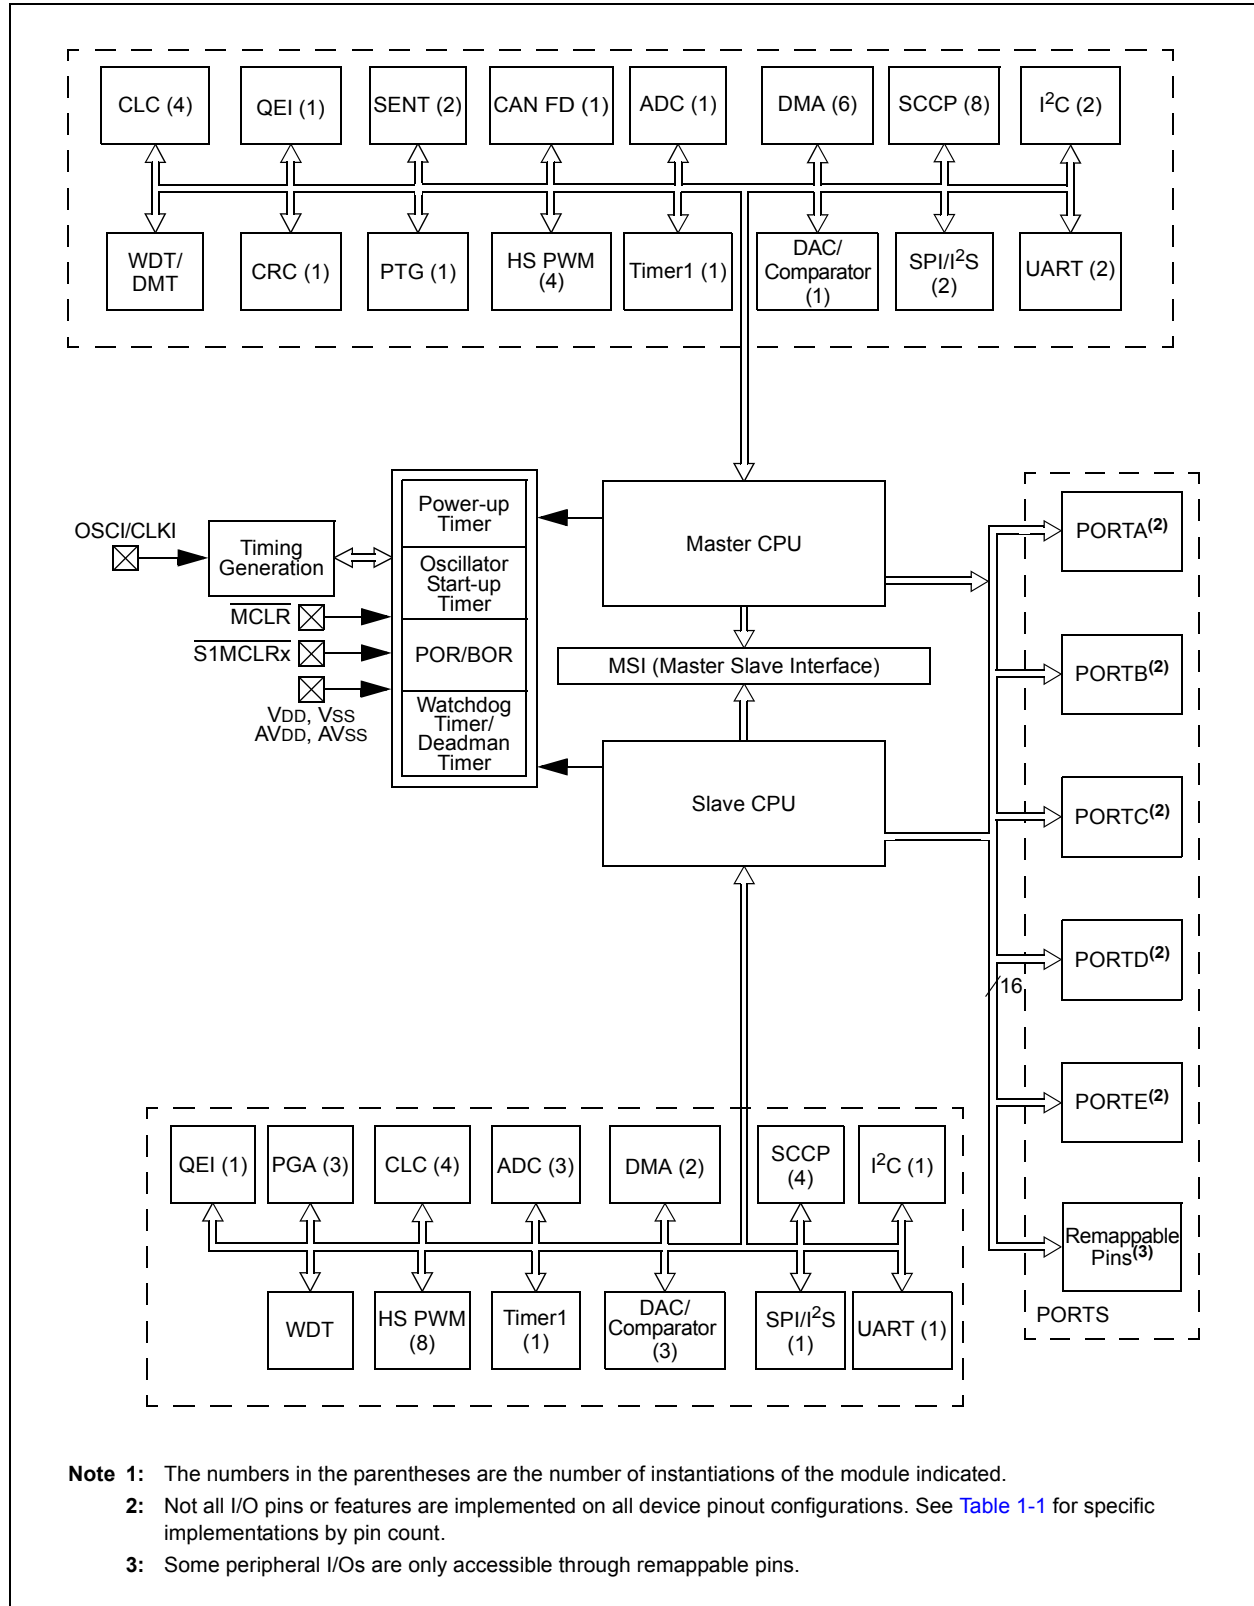 CLC (4)
QEI (1)
SENT (2)
CAN FD (1)
ADC (1)
DMA (6)
SCCP (8)
I²C (2)
WDT/
DMT
CRC (1)
PTG (1)
HS PWM
(4)
Timer1 (1)
DAC/
Comparator
(1)
SPI/I²S
(2)
UART (2)
OSCI/CLKI
Timing
Generation
MCLR
S1MCLRx
VDD, VSS
AVDD, AVSS
Power-up
Timer
Oscillator
Start-up
Timer
POR/BOR
Watchdog
Timer/
Deadman
Timer
Master CPU
MSI (Master Slave Interface)
Slave CPU
PORTA(2)
PORTB(2)
PORTC(2)
PORTD(2)
16
PORTE(2)
Remappable
Pins(3)
PORTS
QEI (1)
PGA (3)
CLC (4)
ADC (3)
DMA (2)
SCCP
(4)
I²C (1)
WDT
HS PWM
(8)
Timer1
(1)
DAC/
Comparator
(3)
SPI/I²S
(1)
UART (1)
Note 1: The numbers in the parentheses are the number of instantiations of the module indicated.
2: Not all I/O pins or features are implemented on all device pinout configurations. See Table 1-1 for specific
implementations by pin count.
3: Some peripheral I/Os are only accessible through remappable pins.